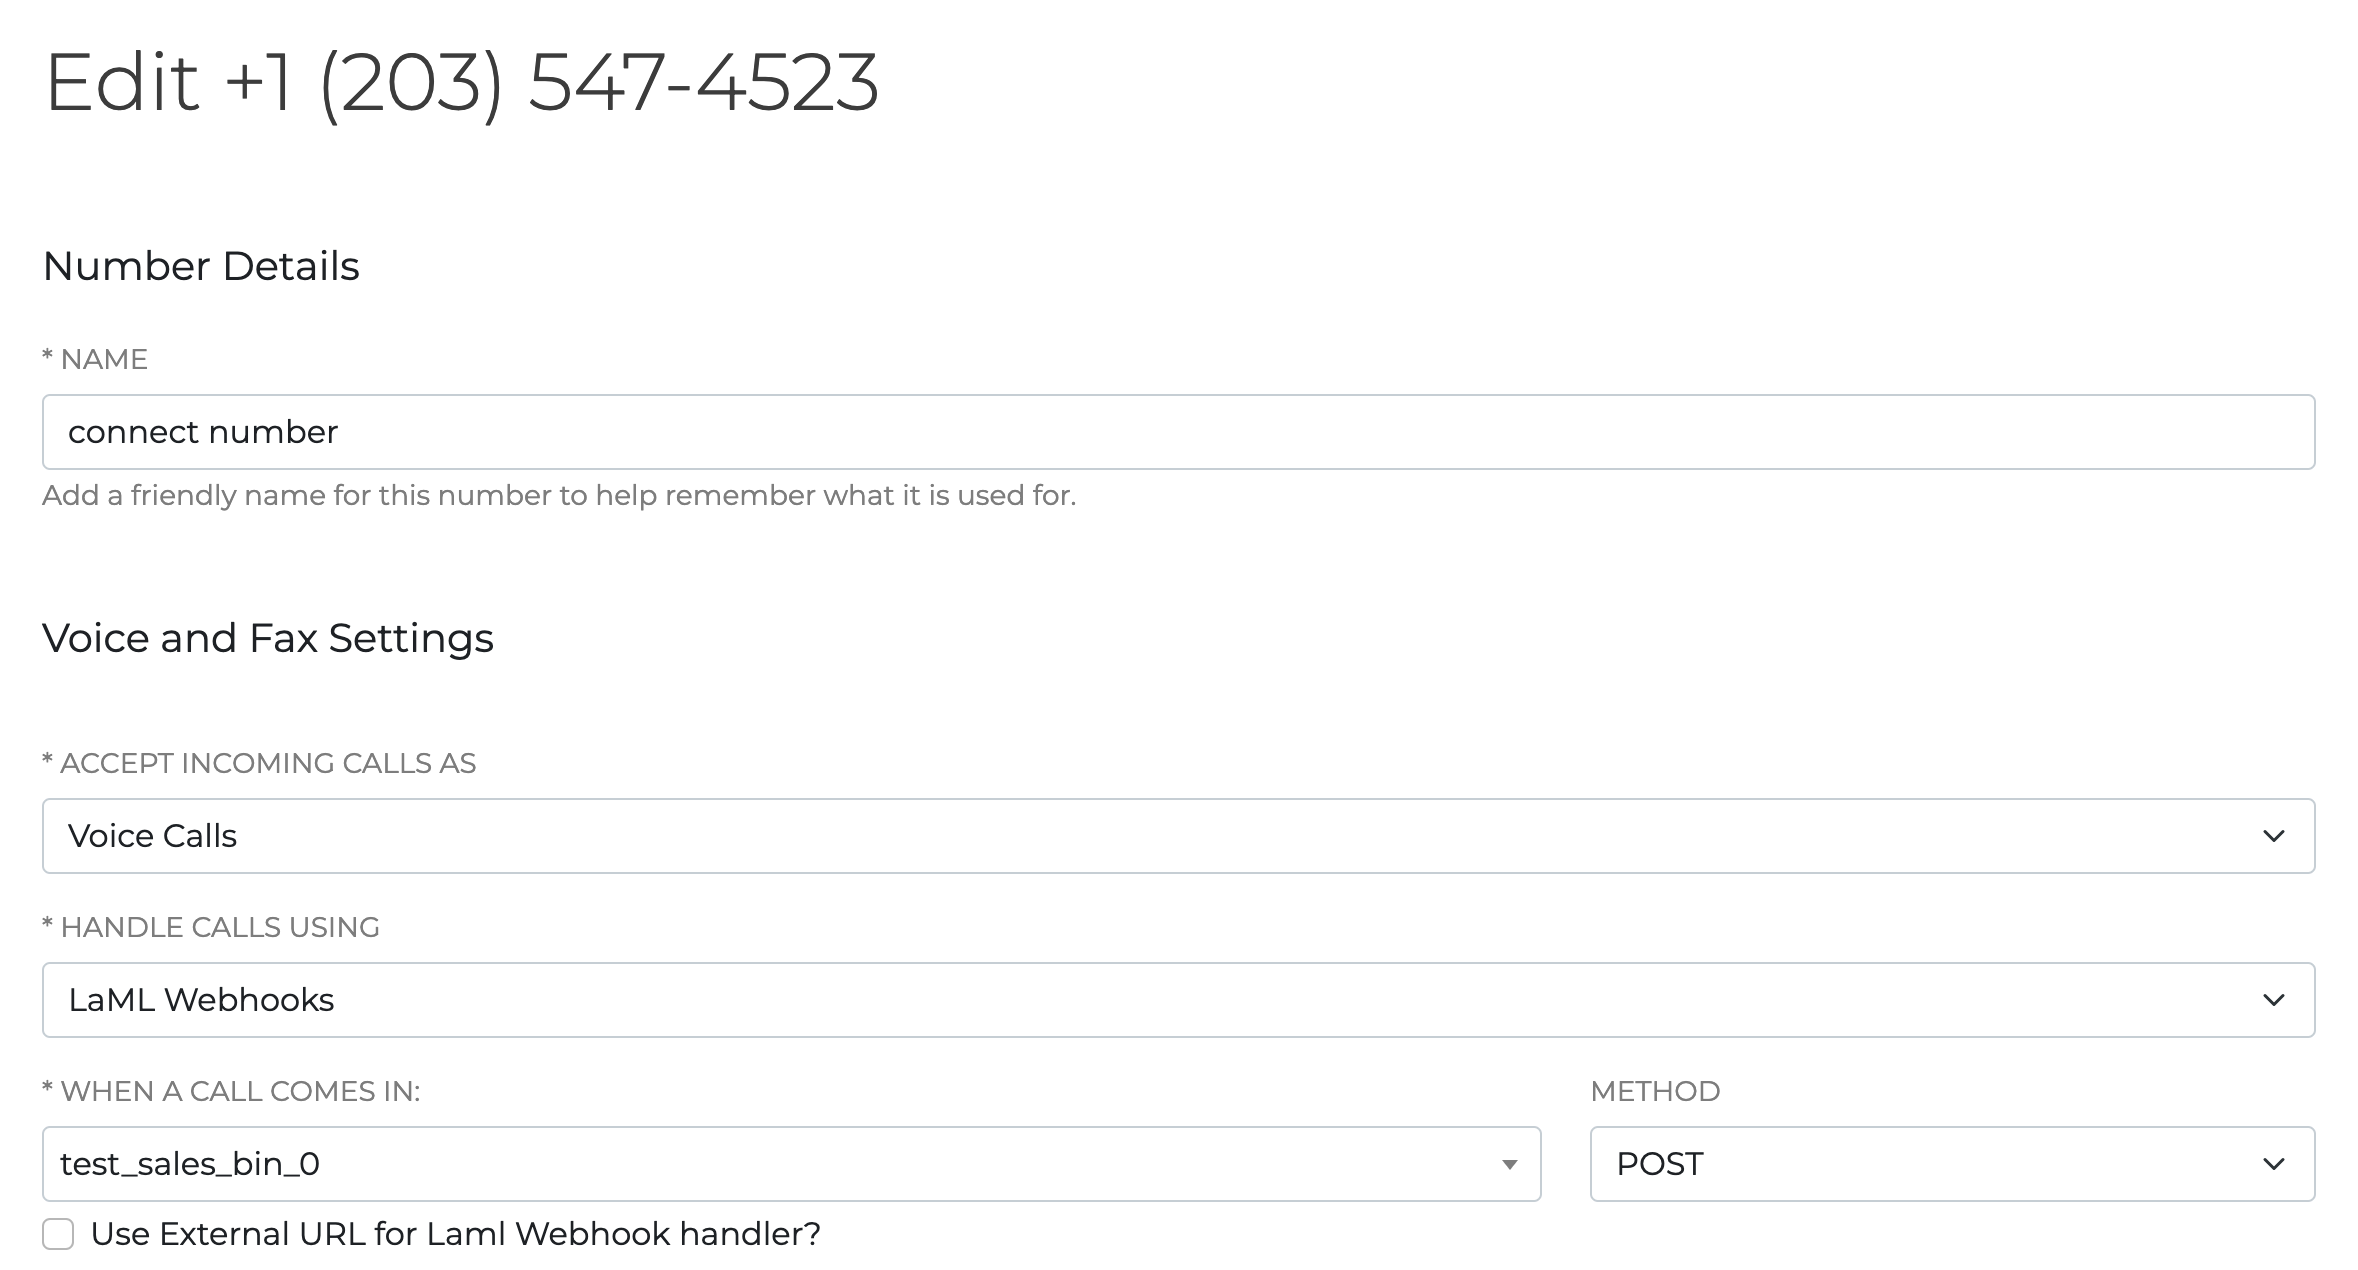 Edit +1 (203) 547-4523
Number Details
* NAME
connect number
Add a friendly name for this number to help remember what it is used for.
Voice and Fax Settings
* ACCEPT INCOMING CALLS AS
Voice Calls
* HANDLE CALLS USING
LaML Webhooks
* WHEN A CALL COMES IN:
METHOD
test_sales_bin_0
POST
Use External URL for Laml Webhook handler?